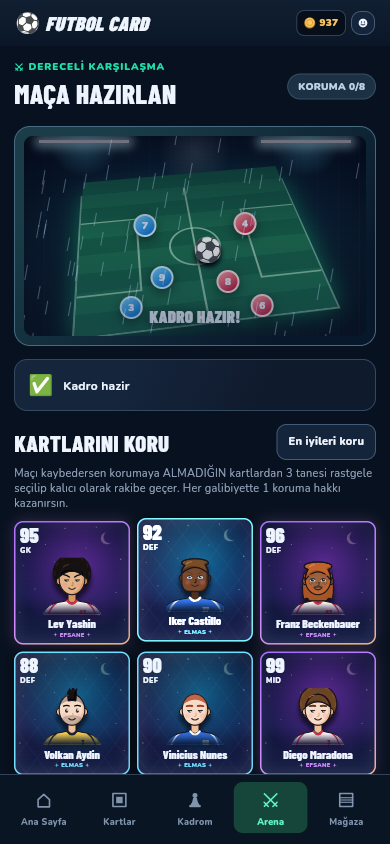 FUTBOL CARD
937
DERECELİ KARŞILAŞMA
MAÇA HAZIRLAN
KORUMA 0/8
7
4
9
8
3
6
KADRO HAZIR!
Kadro hazir
KARTLARINI KORU
En iyileri koru
Maçı kaybedersen korumaya ALMADIĞIN kartlardan 3 tanesi rastgele
seçilip kalıcı olarak rakibe geçer. Her galibiyette 1 koruma hakkı
kazanırsın.
95
GK
Lev Yashin
EFSANE
92
DEF
Iker Castillo
ELMAS
96
DEF
Franz Beckenbauer
EFSANE
88
DEF
Volkan Aydin
ELMAS
90
DEF
Vinicius Nunes
ELMAS
99
MID
Diego Maradona
EFSANE
Ana Sayfa
Kartlar
Kadrom
Arena
Mağaza